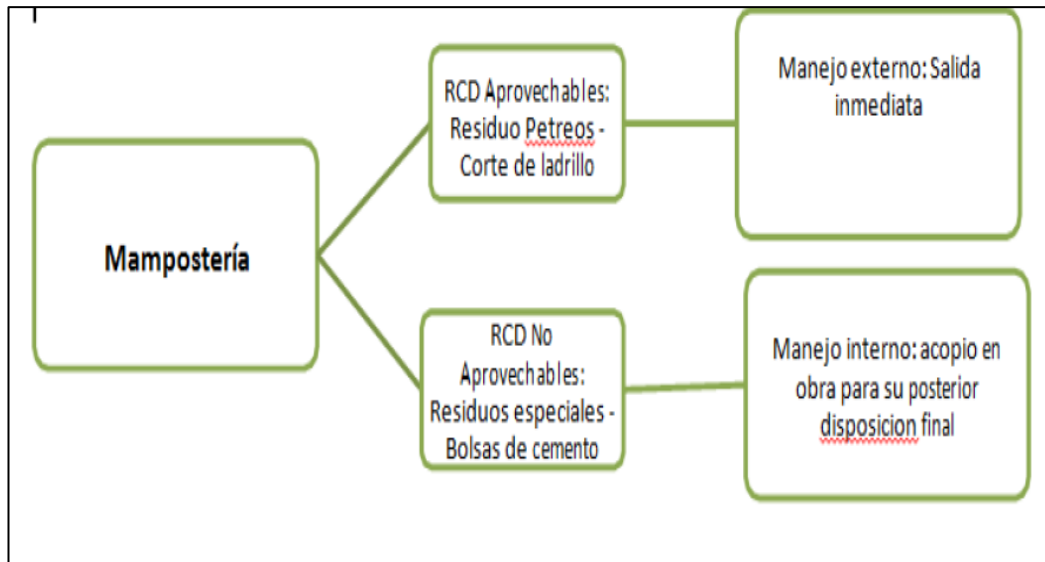 Mampostería
RCD Aprovechables:
Residuo Petreos -
Corte de ladrillo
Manejo externo: Salida
inmediata
RCD No
Aprovechables:
Residuos especiales -
Bolsas de cemento
Manejo interno: acopio en
obra para su posterior
disposicion final